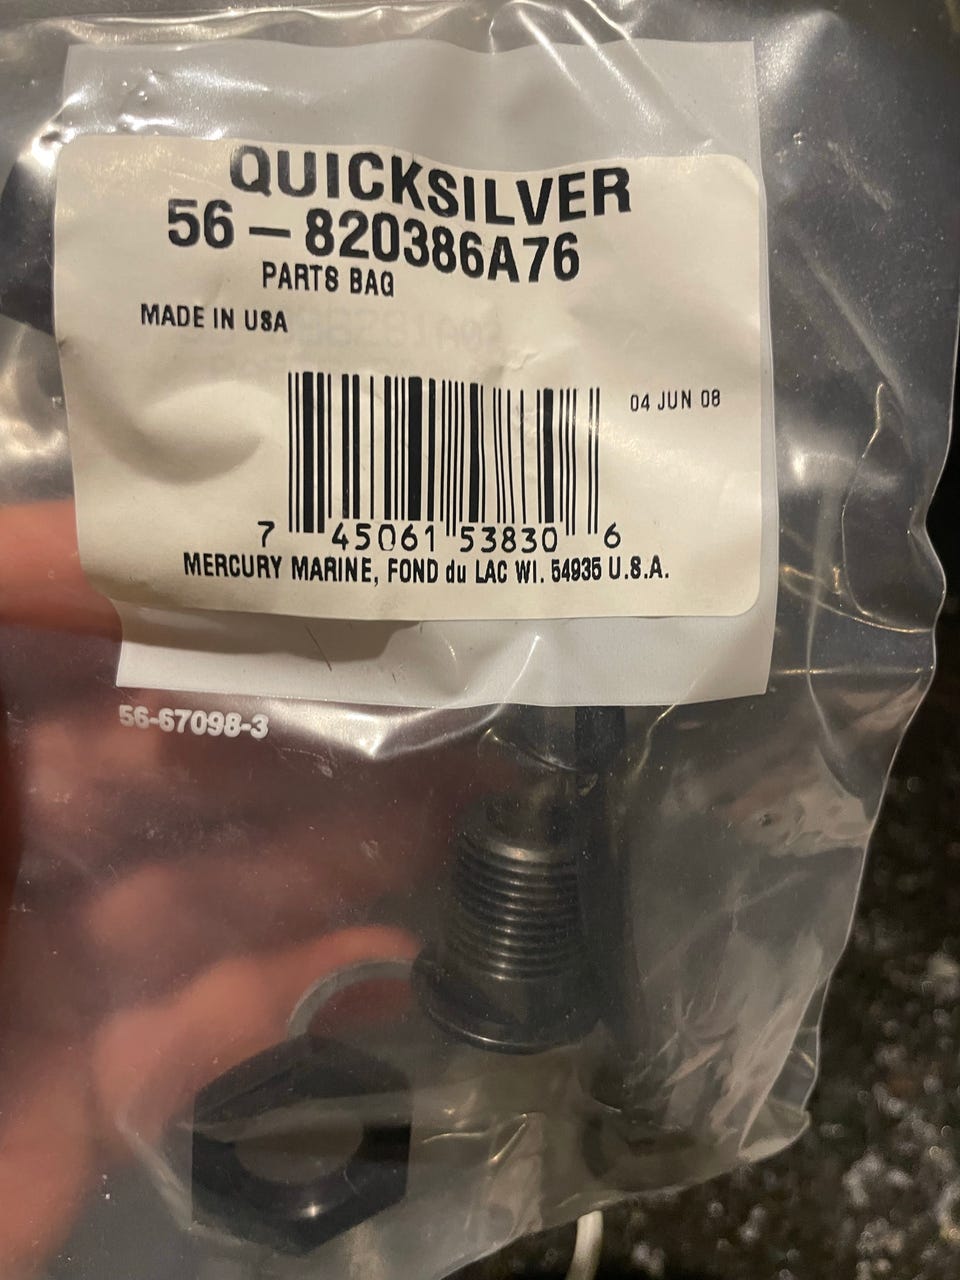 QUICKSILVER
56-820386A76
PARTS BAG
MADE IN USA
04 JUN 08
7 45061 53830 6
MERCURY MARINE, FOND du LAC WI. 54935 U.S.A.
56-67098-3